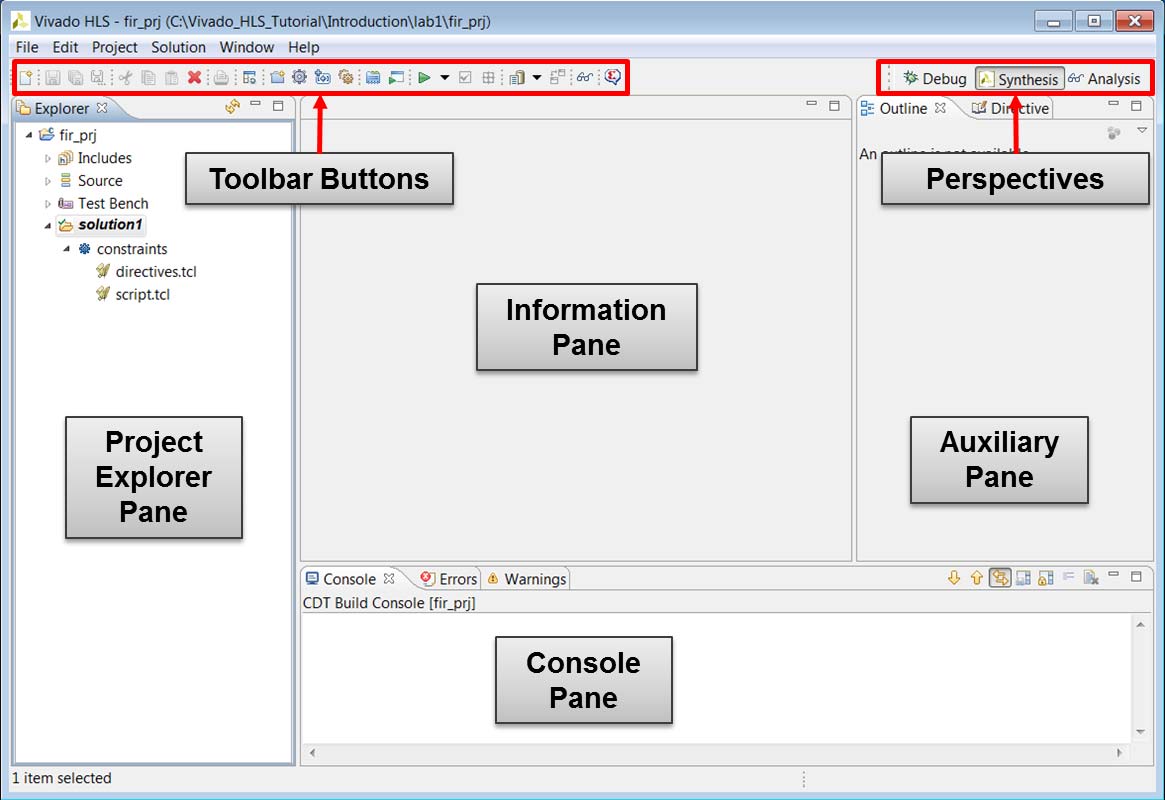 Vivado HLS - fir_prj (C:\Vivado_HLS_Tutorial\Introduction\lab1\fir_prj)
File Edit Project Solution Window Help
Debug Synthesis Analysis
Explorer
Outline Directive
fir_prj
Includes
Source
Test Bench
solution1
constraints
directives.tcl
script.tcl
An outline is not available.
Toolbar Buttons
Perspectives
Information
Pane
Project
Explorer
Pane
Auxiliary
Pane
Console Errors Warnings
CDT Build Console [fir_prj]
Console
Pane
1 item selected